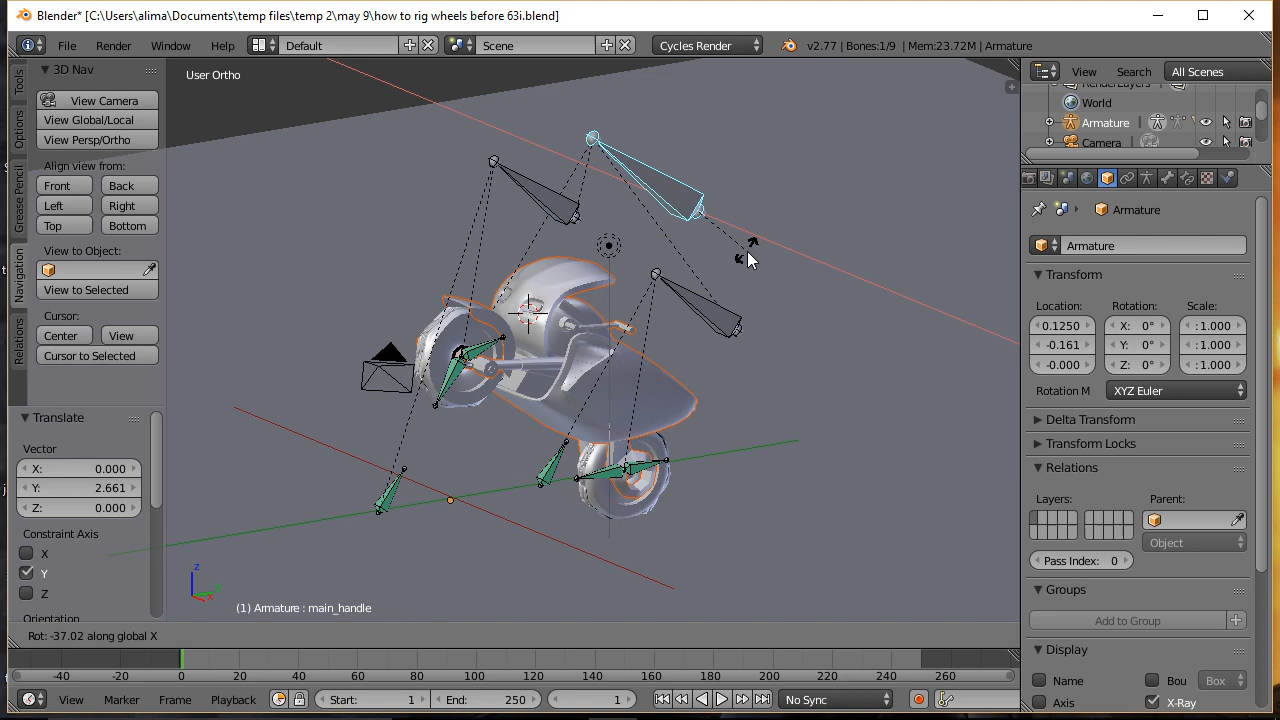 Blender* [C:\Users\alima\Documents\temp files\temp 2\may 9\how to rig wheels before 63i.blend]
File Render Window Help Default Scene Cycles Render v2.77 | Bones:1/9 | Mem:23.72M | Armature
Tools
Options
Grease Pencil
Navigation
Relations
3D Nav
View Camera
View Global/Local
View Persp/Ortho
Align view from:
Front Back
Left Right
Top Bottom
View to Object:
View to Selected
Cursor:
Center View
Cursor to Selected
Translate
Vector
X: 0.000
Y: 2.661
Z: 0.000
Constraint Axis
X
Y
Z
Orientation
User Ortho
z
(1) Armature : main_handle
Rot: -37.02 along global X
View Search All Scenes
RenderLayers
World
Armature
Camera
Armature
Armature
Transform
Location: Rotation: Scale:
0.1250 X: 0° :1.000
-0.161 Y: 0° :1.000
-0.000 Z: 0° :1.000
Rotation M XYZ Euler
Delta Transform
Transform Locks
Relations
Layers: Parent:
Object
Pass Index: 0
Groups
Add to Group
Display
Name Bou Box
Axis X-Ray
-40 -20 0 20 40 60 80 100 120 140 160 180 200 220 240 260
View Marker Frame Playback Start: 1 End: 250 1 No Sync